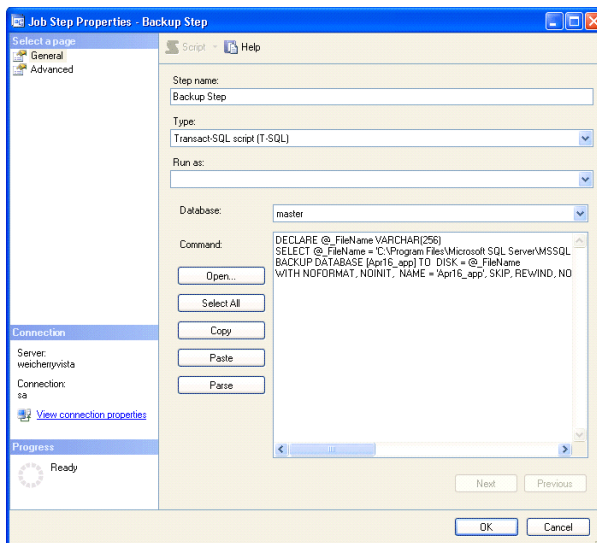 Job Step Properties - Backup Step
Select a page
General
Advanced
Script
Help
Step name:
Backup Step
Type:
Transact-SQL script (T-SQL)
Run as:
Database:
master
Command:
DECLARE @_FileName VARCHAR(256)
SELECT @_FileName = 'C:\Program Files\Microsoft SQL Server\MSSQL
BACKUP DATABASE [Apr16_app] TO DISK = @_FileName
WITH NOFORMAT, NOINIT, NAME = 'Apr16_app', SKIP, REWIND, NO
Open...
Select All
Copy
Paste
Parse
Connection
Server:
weicherryvista
Connection:
sa
View connection properties
Progress
Ready
Next
Previous
OK
Cancel